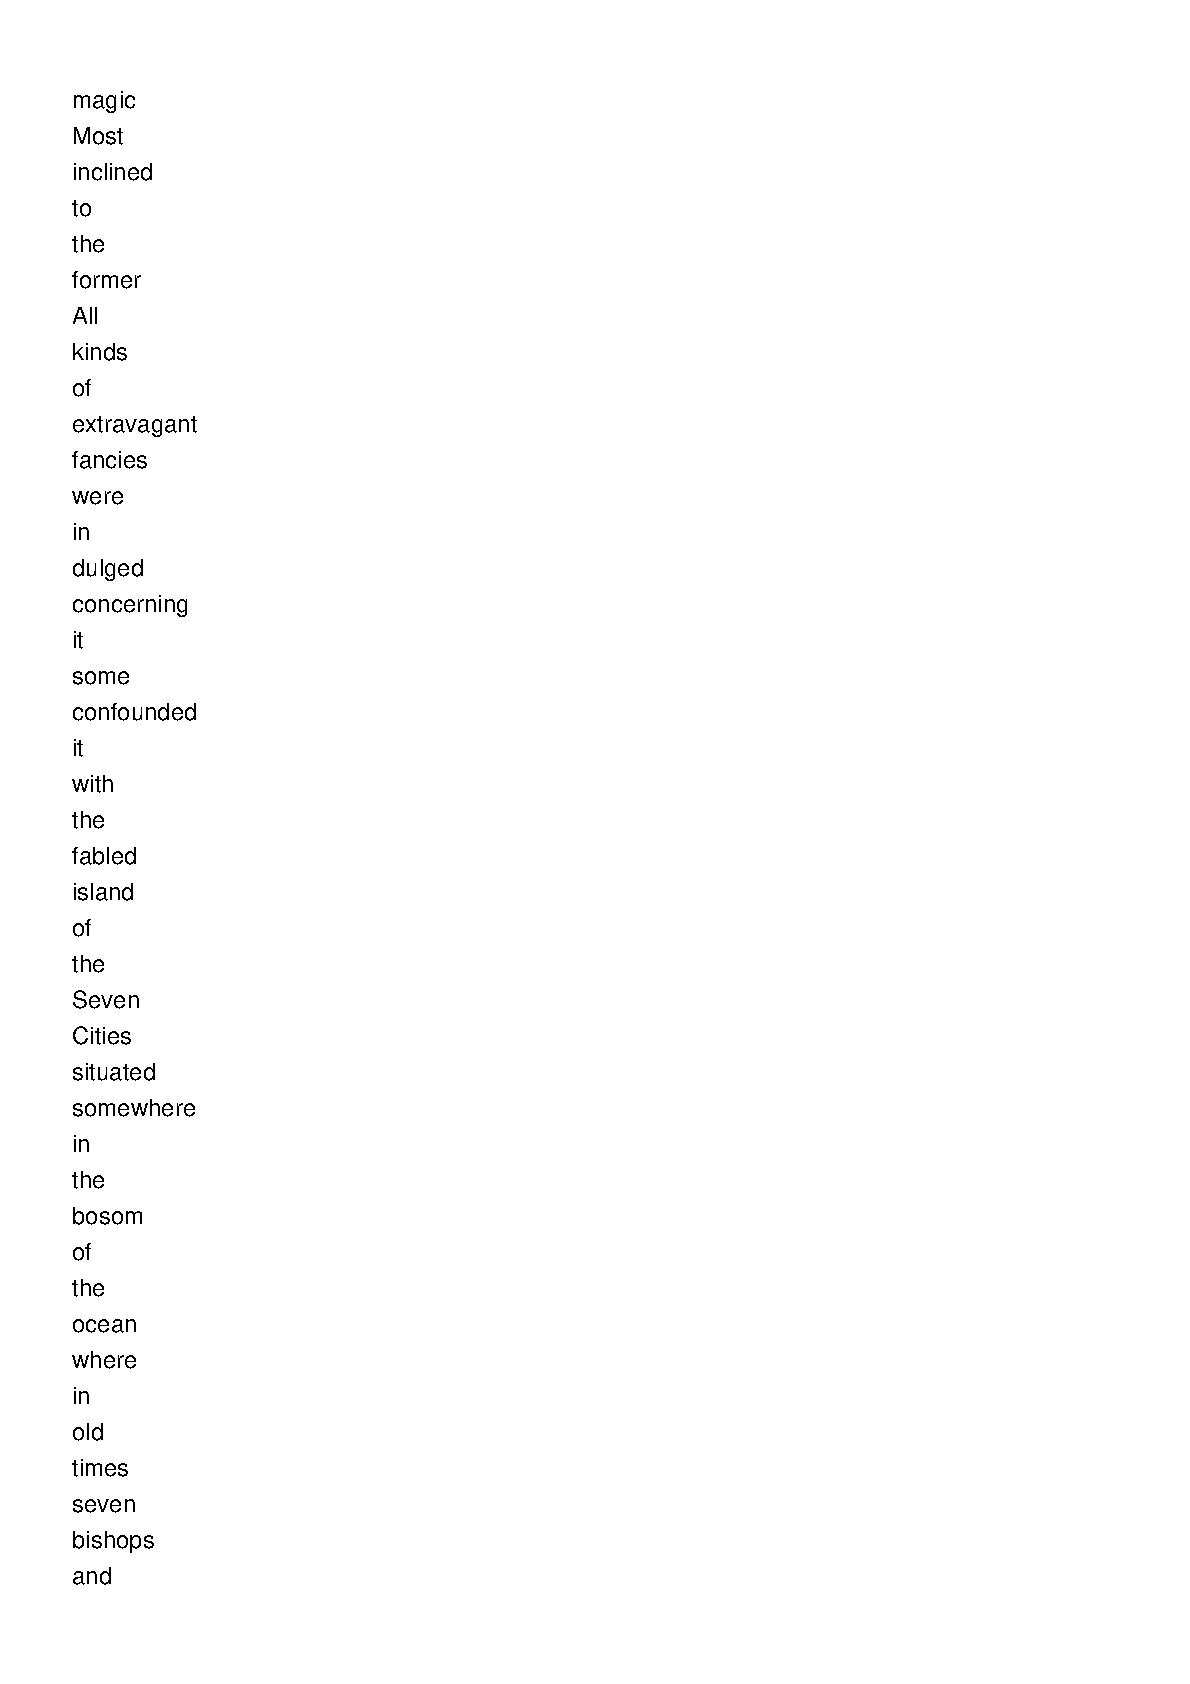 magic
Most
inclined
to
the
former
All
kinds
of
extravagant
fancies
were
in
dulged
concerning
it
some
confounded
it
with
the
fabled
island
of
the
Seven
Cities
situated
somewhere
in
the
bosom
of
the
ocean
where
in
old
times
seven
bishops
and